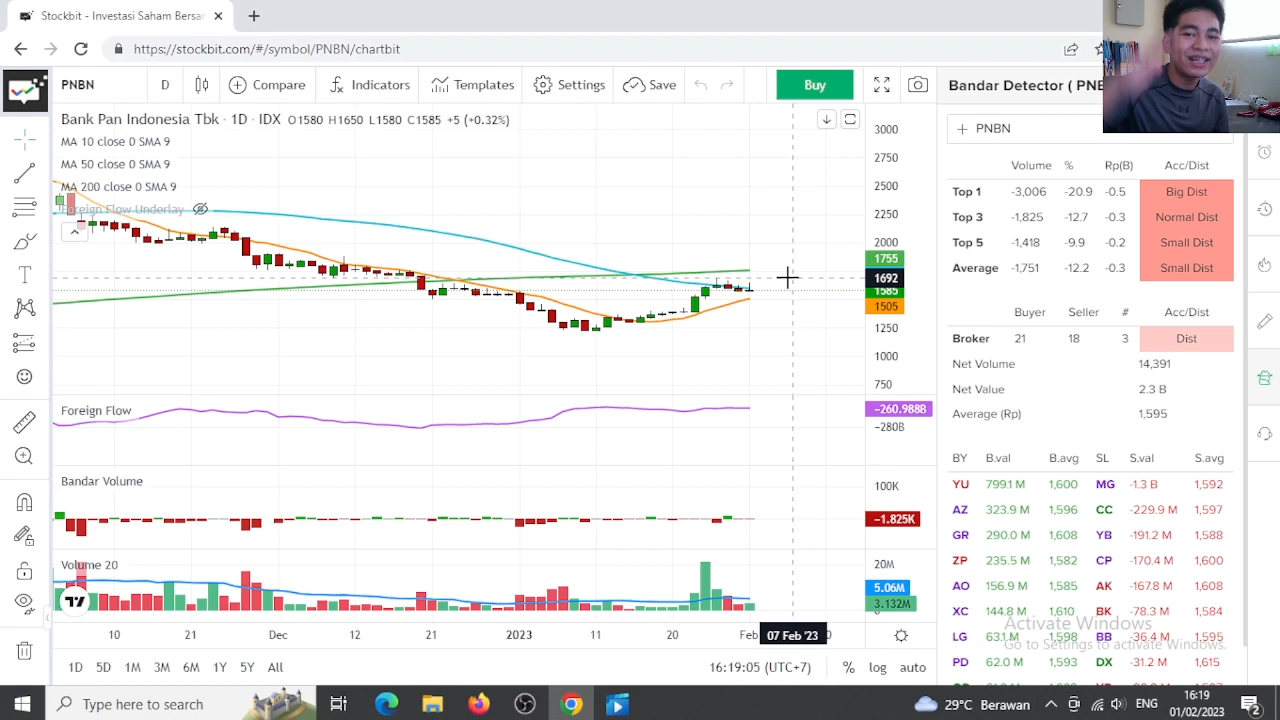 Stockbit - Investasi Saham Bersar
https://stockbit.com/#/symbol/PNBN/chartbit
PNBN D Compare Indicators Templates Settings Save Buy
Bandar Detector ( PNB
Bank Pan Indonesia Tbk · 1D · IDX O1580 H1650 L1580 C1585 +5 (+0.32%)
MA 10 close 0 SMA 9
MA 50 close 0 SMA 9
MA 200 close 0 SMA 9
Foreign Flow Underlay
3000
2750
2500
2250
2000
1755
1692
1585
1505
1250
1000
750
Foreign Flow
−260.988B
−280B
Bandar Volume
100K
−1.825K
Volume 20
20M
5.06M
3.132M
0
10 21 Dec 12 21 2023 11 20 Feb 07 Feb '23
1D 5D 1M 3M 6M 1Y 5Y All
16:19:05 (UTC+7) % log auto
+ PNBN
Volume % Rp(B) Acc/Dist
Top 1 -3,006 -20.9 -0.5 Big Dist
Top 3 -1,825 -12.7 -0.3 Normal Dist
Top 5 -1,418 -9.9 -0.2 Small Dist
Average -1,751 -12.2 -0.3 Small Dist
Buyer Seller # Acc/Dist
Broker 21 18 3 Dist
Net Volume 14,391
Net Value 2.3 B
Average (Rp) 1,595
BY B.val B.avg SL S.val S.avg
YU 799.1 M 1,600 MG -1.3 B 1,592
AZ 323.9 M 1,596 CC -229.9 M 1,597
GR 290.0 M 1,608 YB -191.2 M 1,588
ZP 235.5 M 1,582 CP -170.4 M 1,600
AO 156.9 M 1,585 AK -167.8 M 1,608
XC 144.8 M 1,610 BK -78.3 M 1,584
LG 63.1 M 1,598 BB -36.4 M 1,595
PD 62.0 M 1,593 DX -31.2 M 1,615
Activate Windows
Go to Settings to activate Windows.
Type here to search
29°C Berawan ENG
16:19
01/02/2023
2